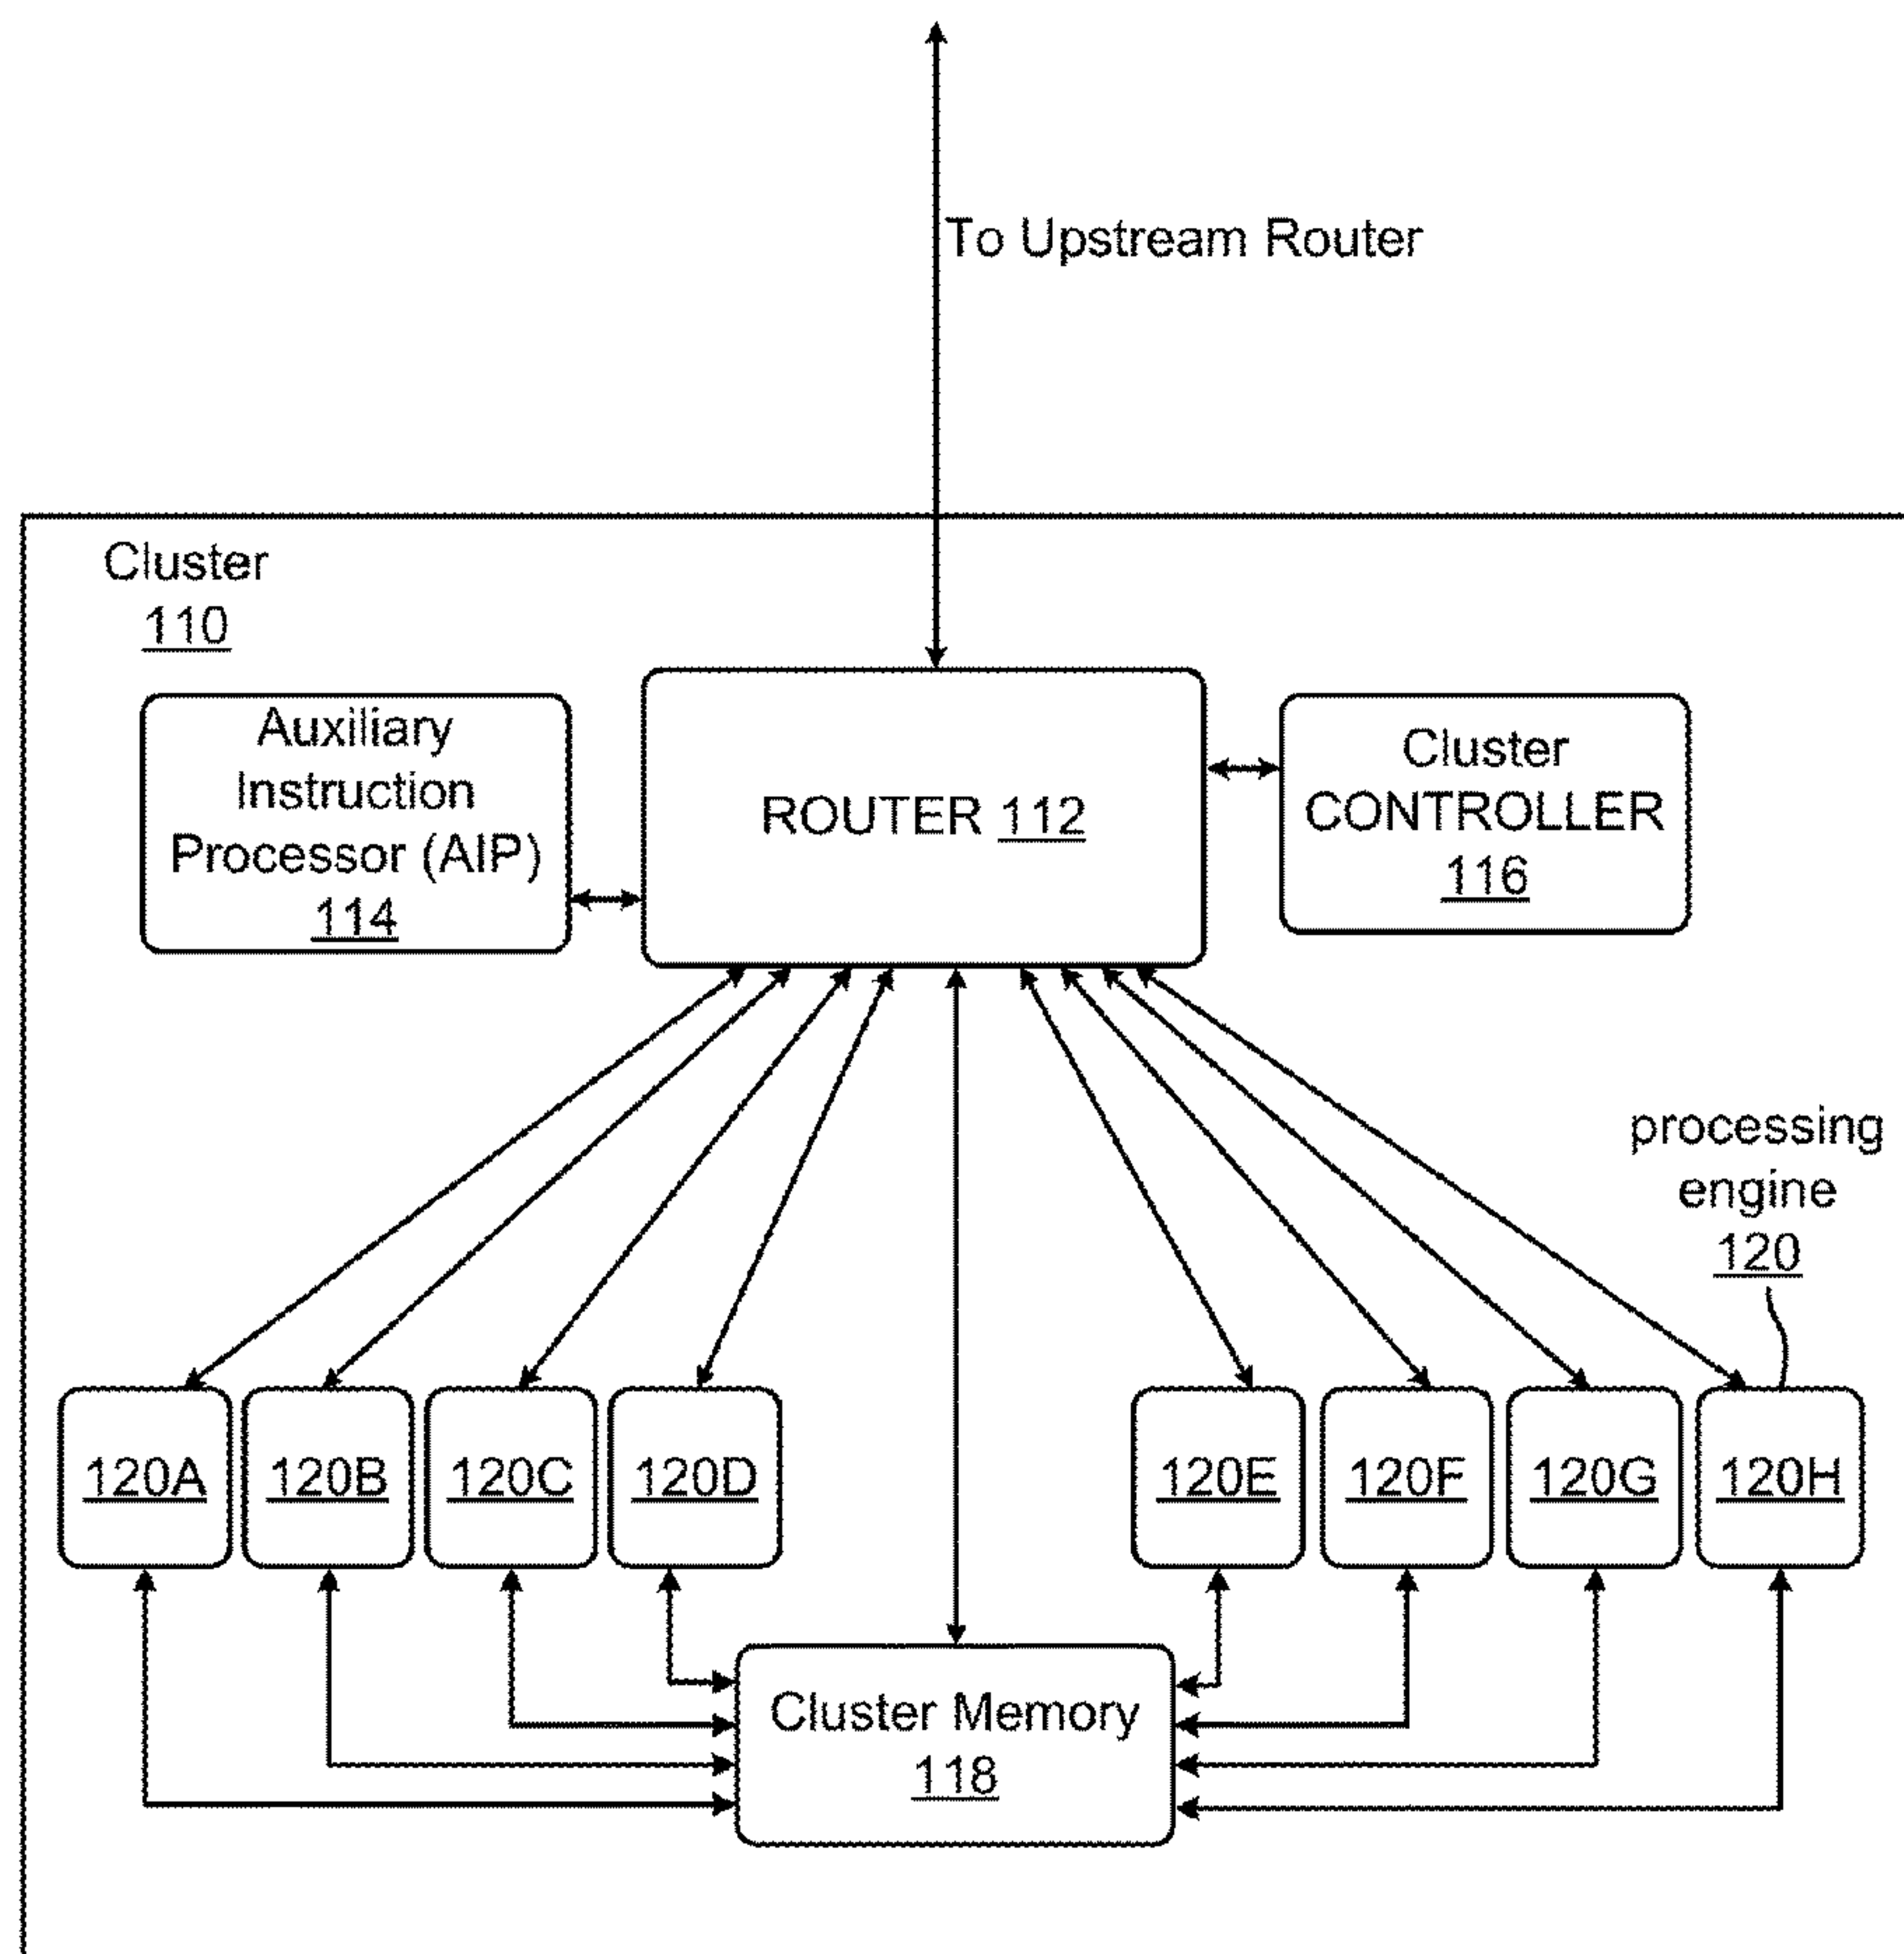 To Upstream Router
Cluster
110
Auxiliary
Instruction
Processor (AIP)
114
ROUTER 112
Cluster
CONTROLLER
116
processing
engine
120
120A
120B
120C
120D
120E
120F
120G
120H
Cluster Memory
118